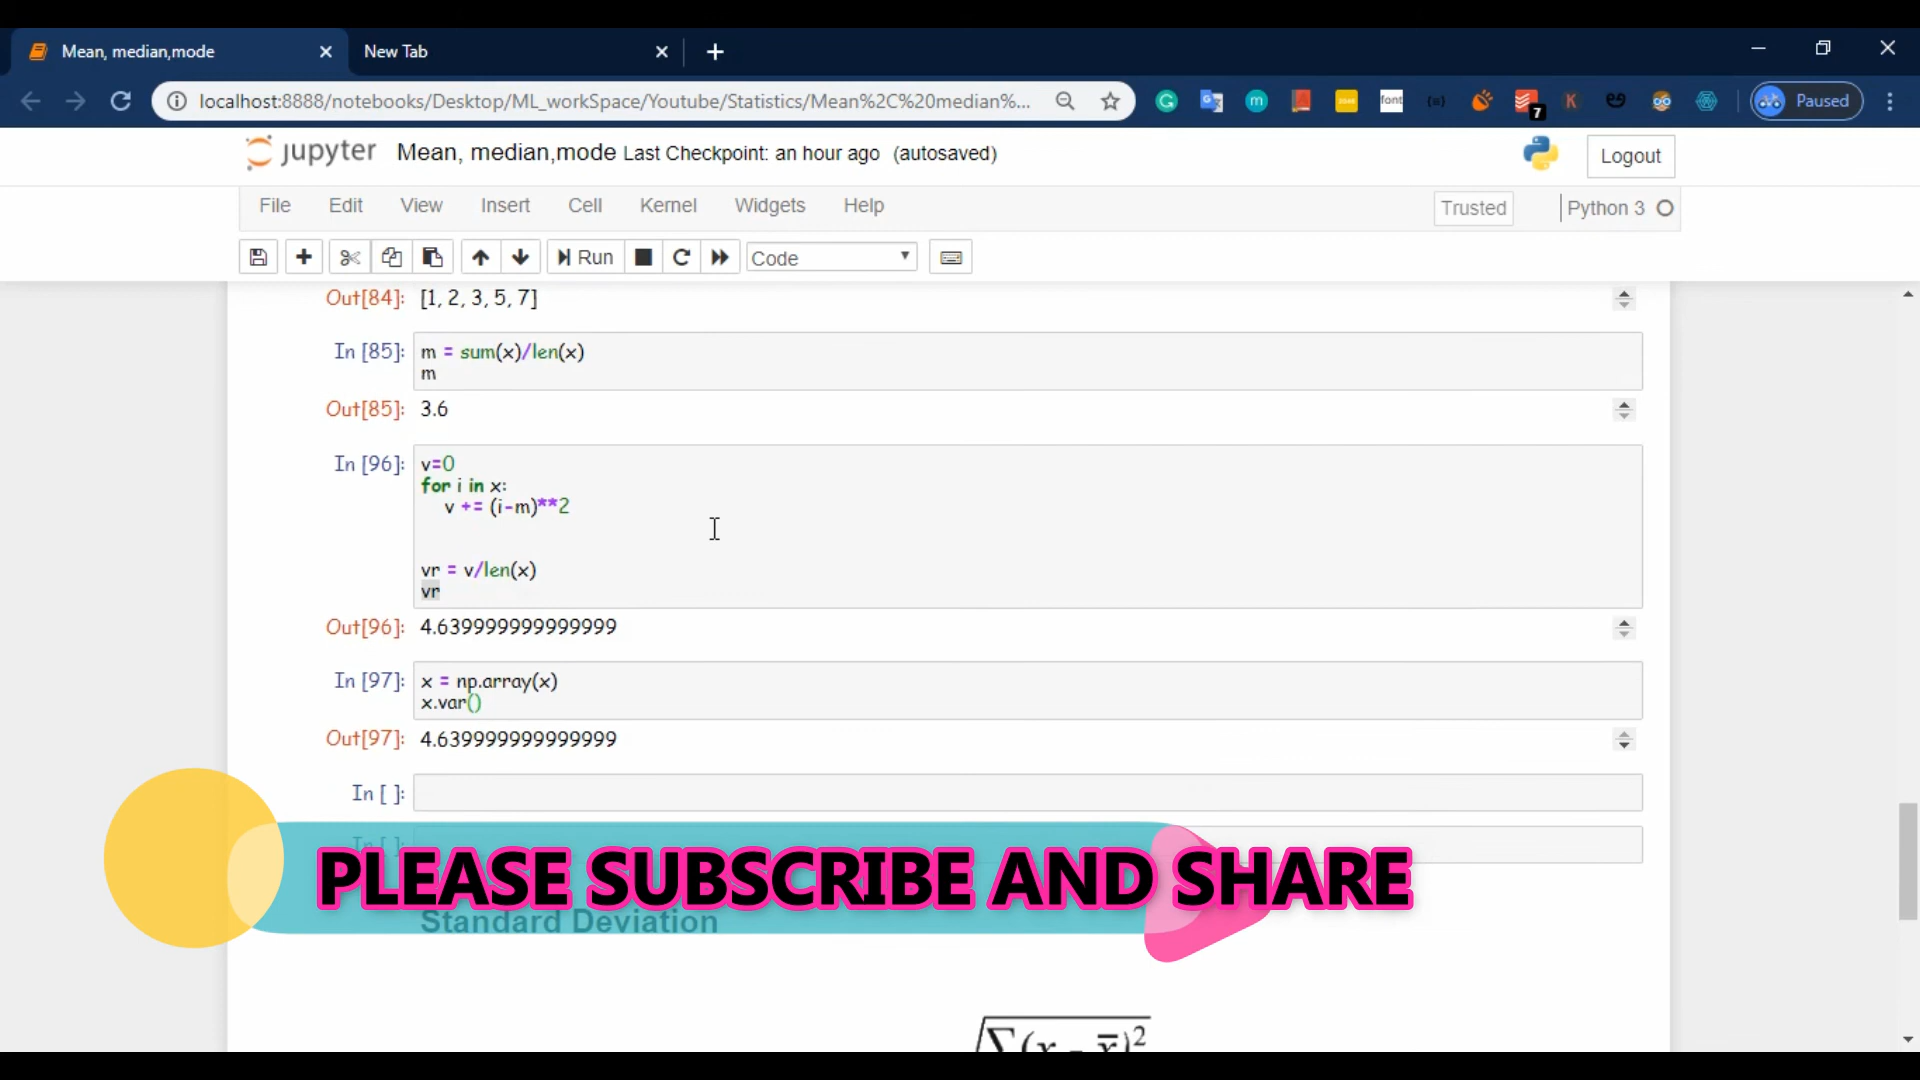 Mean, median,mode
New Tab
localhost:8888/notebooks/Desktop/ML_workSpace/Youtube/Statistics/Mean%2C%20median%...
font
7
K
Paused
jupyter Mean, median,mode Last Checkpoint: an hour ago (autosaved)
Logout
File Edit View Insert Cell Kernel Widgets Help
Trusted
Python 3
Run
Code
Out[84]: [1, 2, 3, 5, 7]
In [85]: m = sum(x)/len(x)
m
Out[85]: 3.6
In [96]: v=0
for i in x:
v += (i-m)**2
vr = v/len(x)
vr
Out[96]: 4.639999999999999
In [97]: x = np.array(x)
x.var()
Out[97]: 4.639999999999999
In [ ]:
In [ ]:
PLEASE SUBSCRIBE AND SHARE
Standard Deviation
√∑(x - x̅)²